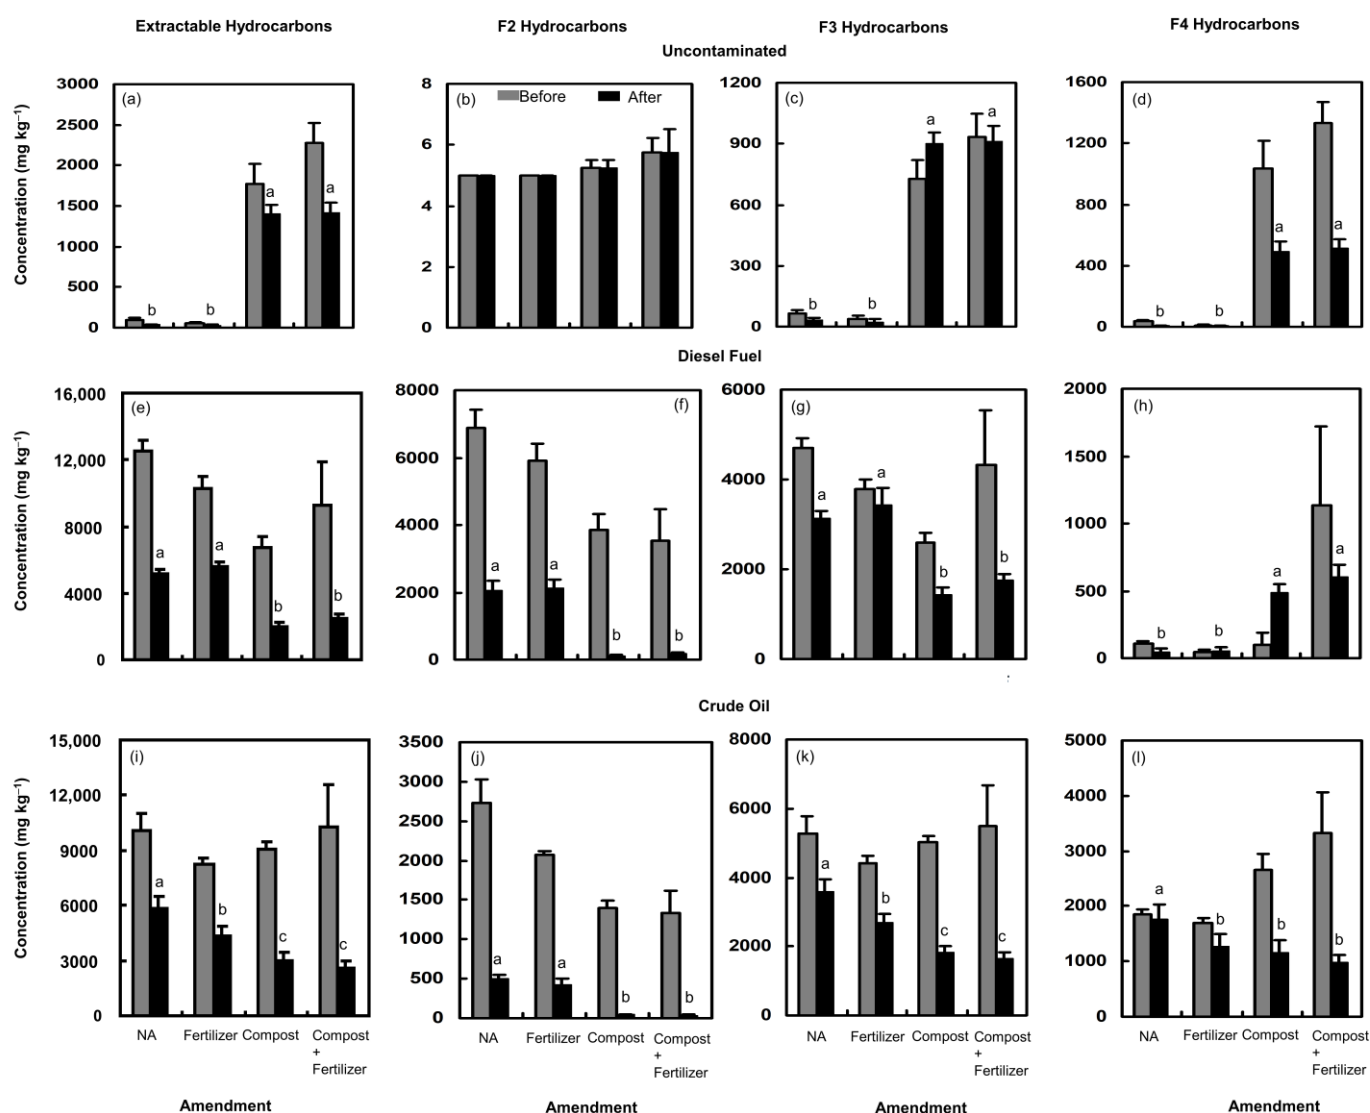 Extractable Hydrocarbons
F2 Hydrocarbons
F3 Hydrocarbons
F4 Hydrocarbons
Uncontaminated
Concentration (mg kg⁻¹)
3000
2500
2000
1500
1000
500
0
(a)
b
b
a
a
8
6
4
2
0
(b)
Before
After
1200
900
600
300
0
(c)
b
b
a
a
1600
1200
800
400
0
(d)
b
b
a
a
Diesel Fuel
Concentration (mg kg⁻¹)
16,000
12,000
8000
4000
0
(e)
a
a
b
b
8000
6000
4000
2000
0
(f)
a
a
b
b
6000
4000
2000
0
(g)
a
a
b
b
2000
1500
1000
500
0
(h)
b
b
a
a
Crude Oil
Concentration (mg kg⁻¹)
15,000
12,000
9000
6000
3000
0
(i)
a
b
c
c
NA
Fertilizer
Compost
Compost
+
Fertilizer
Amendment
3500
3000
2500
2000
1500
1000
500
0
(j)
a
a
b
b
NA
Fertilizer
Compost
Compost
+
Fertilizer
Amendment
8000
6000
4000
2000
0
(k)
a
b
c
c
NA
Fertilizer
Compost
Compost
+
Fertilizer
Amendment
5000
4000
3000
2000
1000
0
(l)
a
b
b
b
NA
Fertilizer
Compost
Compost
+
Fertilizer
Amendment